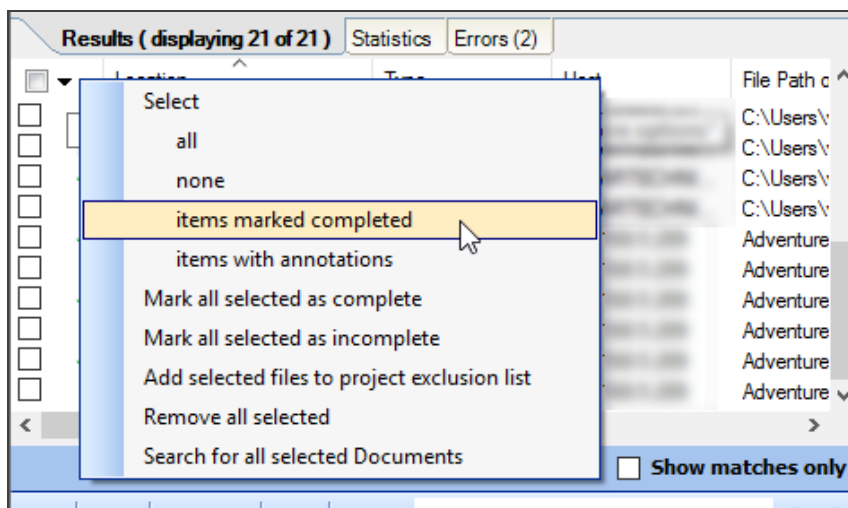 Results ( displaying 21 of 21 ) Statistics Errors (2)
File Path o
Select
all
none
items marked completed
items with annotations
Mark all selected as complete
Mark all selected as incomplete
Add selected files to project exclusion list
Remove all selected
Search for all selected Documents
C:\Users\
C:\Users\
C:\Users\
C:\Users\
Adventure
Adventure
Adventure
Adventure
Adventure
Adventure
Show matches only